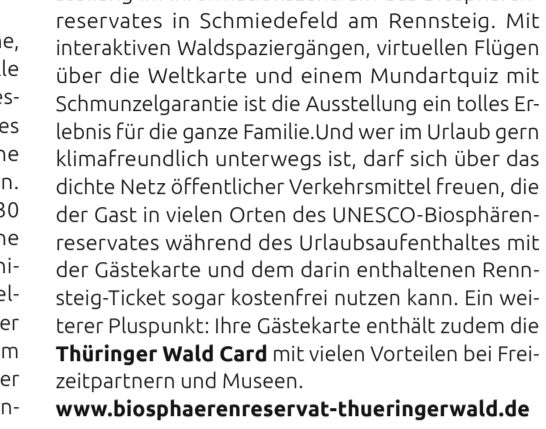 reservates in Schmiedefeld am Rennsteig. Mit
interaktiven Waldspaziergängen, virtuellen Flügen
über die Weltkarte und einem Mundartquiz mit
Schmunzelgarantie ist die Ausstellung ein tolles Er-
lebnis für die ganze Familie.Und wer im Urlaub gern
klimafreundlich unterwegs ist, darf sich über das
dichte Netz öffentlicher Verkehrsmittel freuen, die
der Gast in vielen Orten des UNESCO-Biosphären-
reservates während des Urlaubsaufenthaltes mit
der Gästekarte und dem darin enthaltenen Renn-
steig-Ticket sogar kostenfrei nutzen kann. Ein wei-
terer Pluspunkt: Ihre Gästekarte enthält zudem die
Thüringer Wald Card mit vielen Vorteilen bei Frei-
zeitpartnern und Museen.
www.biosphaerenreservat-thueringerwald.de